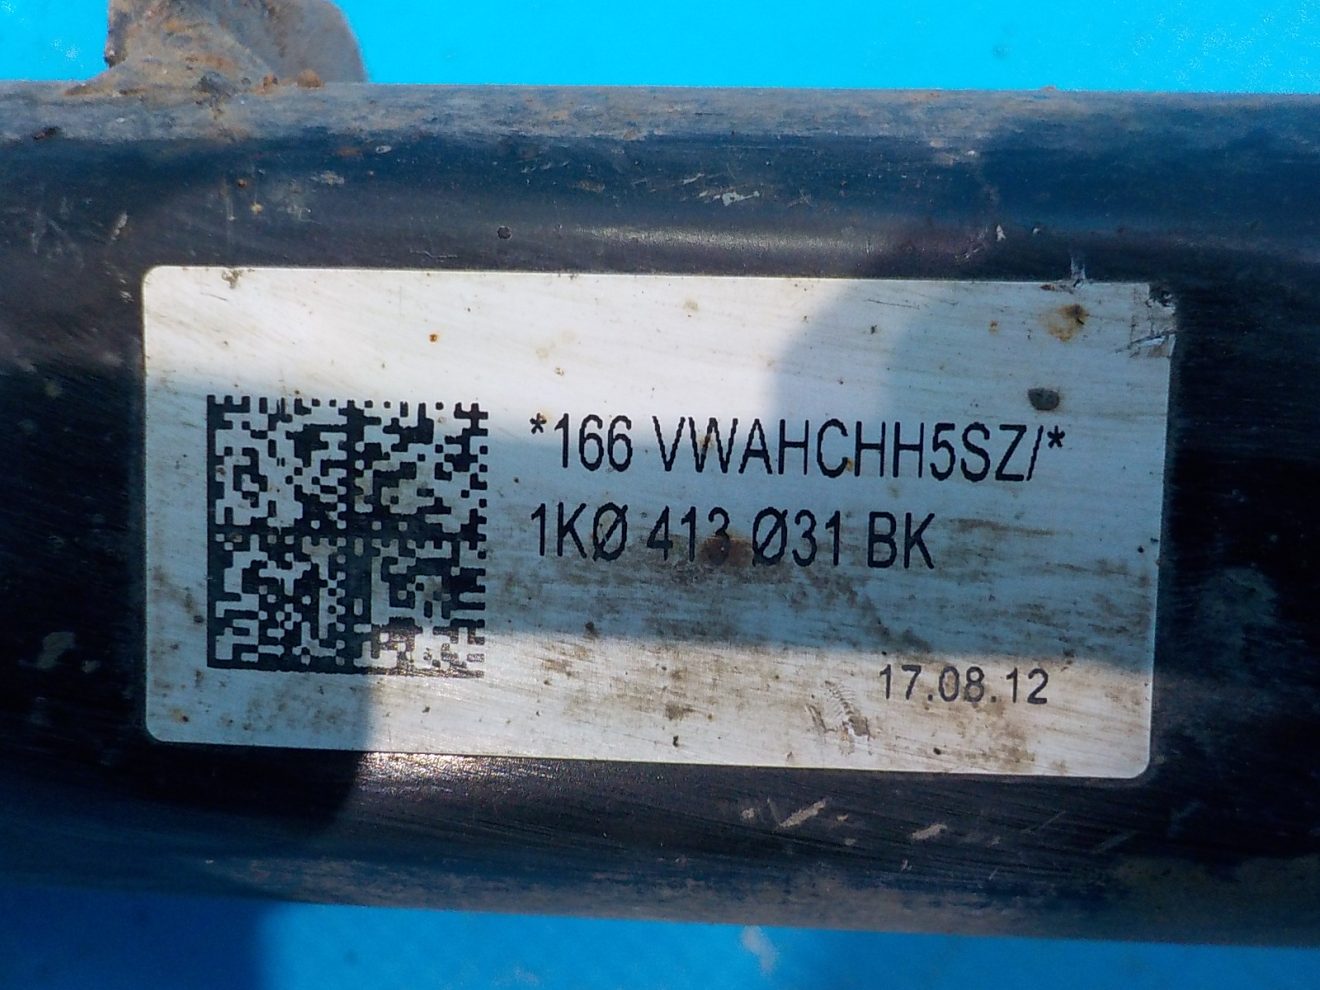 *166 VWAHCHH5SZ/*
1KØ 413 Ø31 BK
17.08.12